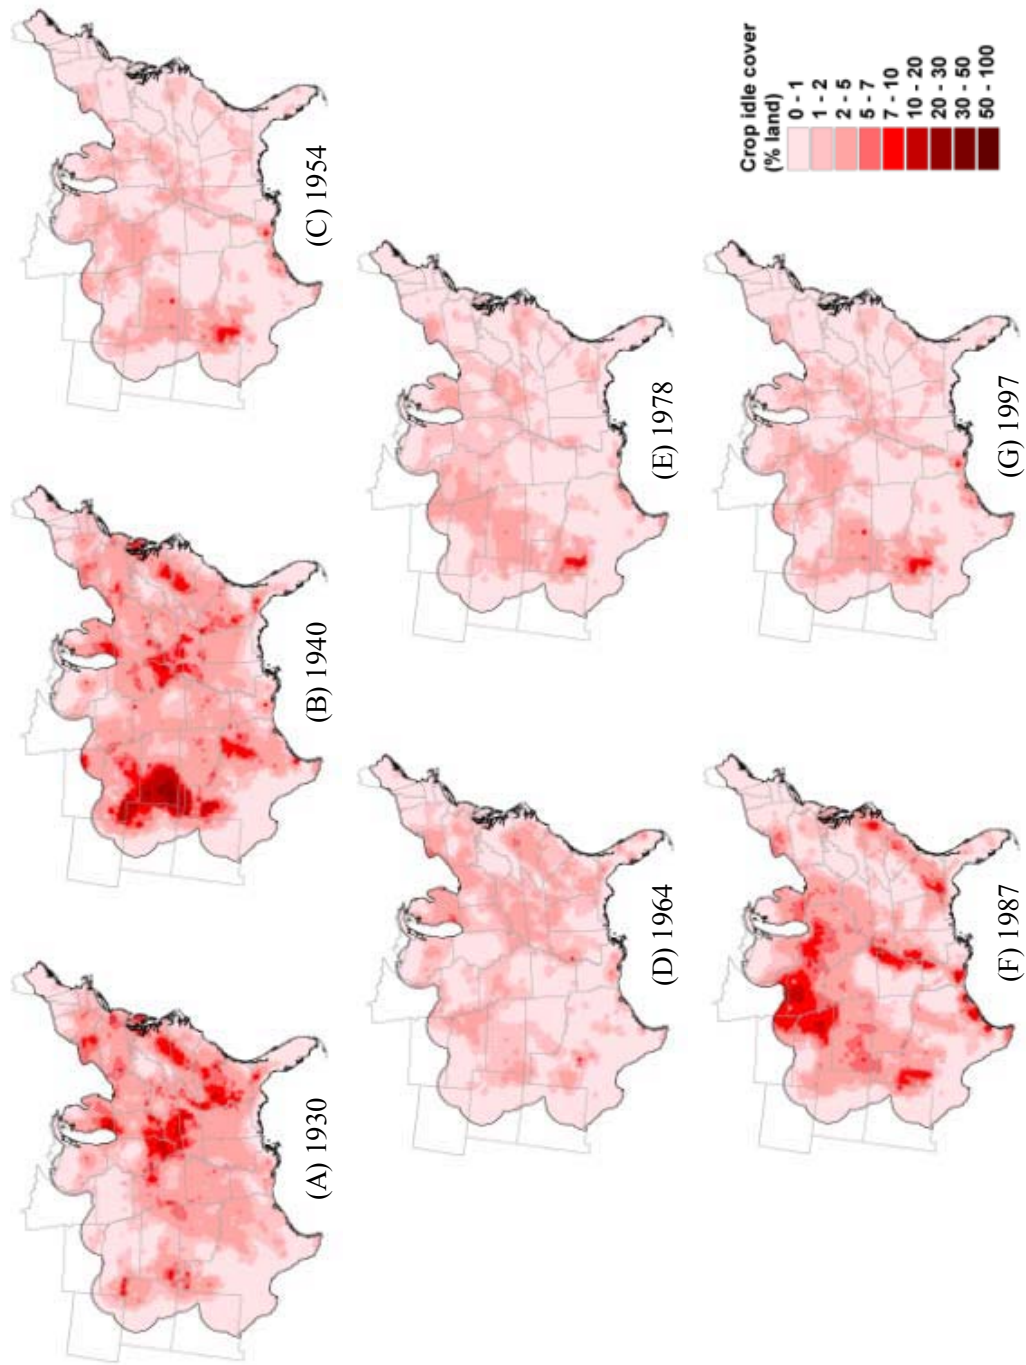 (A) 1930
(B) 1940
(C) 1954
(D) 1964
(E) 1978
(F) 1987
(G) 1997
Crop idle cover
(% land)
0 - 1
1 - 2
2 - 5
5 - 7
7 - 10
10 - 20
20 - 30
30 - 50
50 - 100